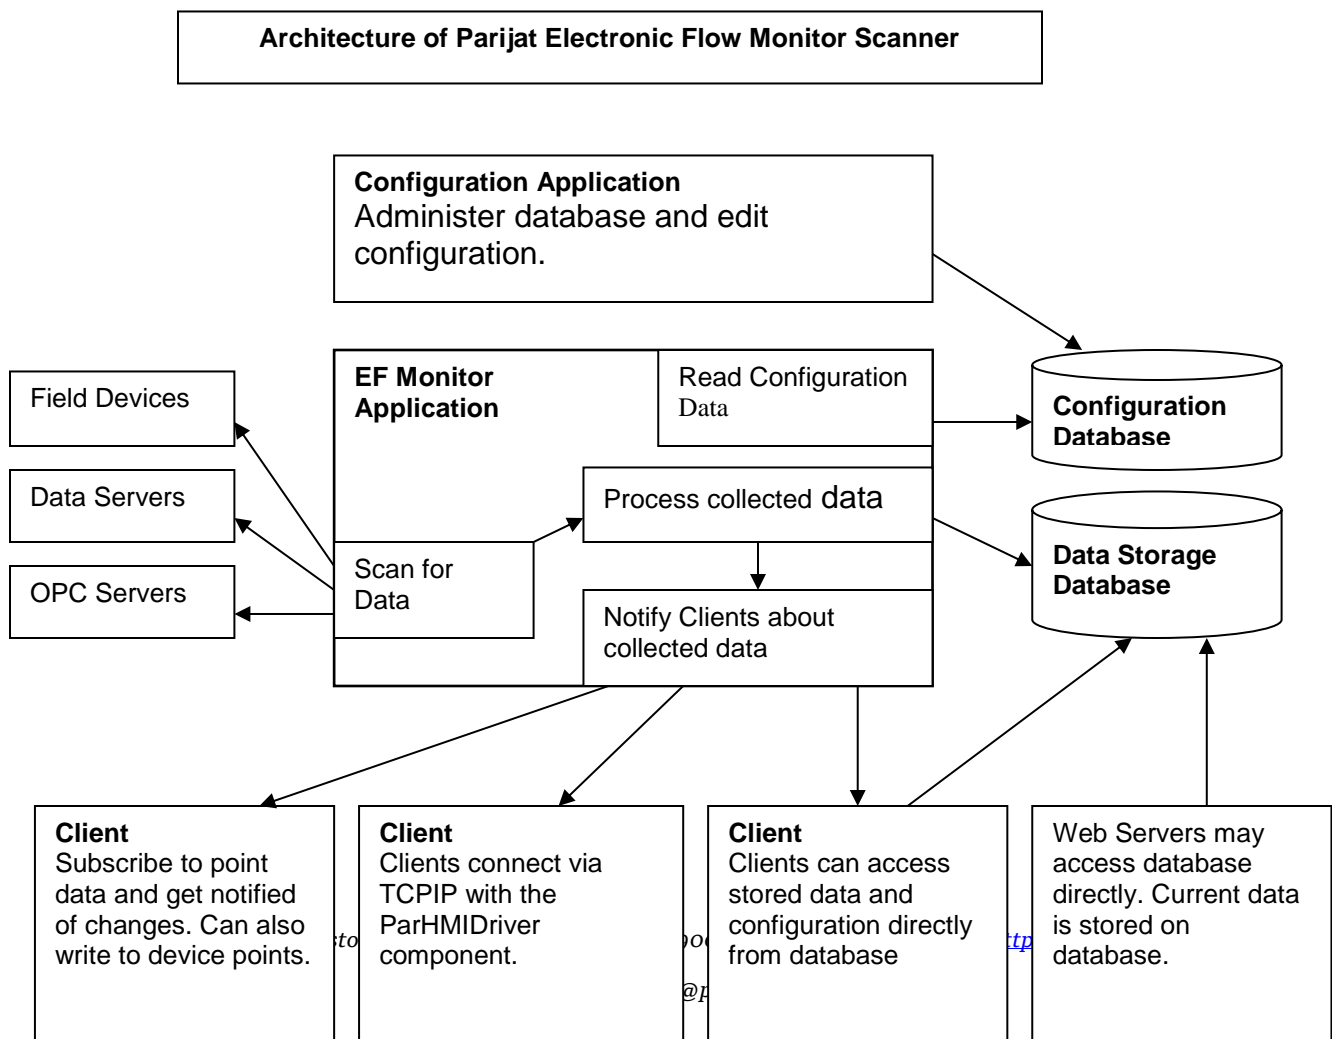 Architecture of Parijat Electronic Flow Monitor Scanner
Configuration Application
Administer database and edit
configuration.
EF Monitor
Application
Read Configuration
Data
Field Devices
Data Servers
OPC Servers
Process collected data
Scan for
Data
Notify Clients about
collected data
Configuration
Database
Data Storage
Database
Client
Subscribe to point
data and get notified
of changes. Can also
write to device points.
Client
Clients connect via
TCPIP with the
ParHMIDriver
component.
Client
Clients can access
stored data and
configuration directly
from database
Web Servers may
access database
directly. Current data
is stored on
database.